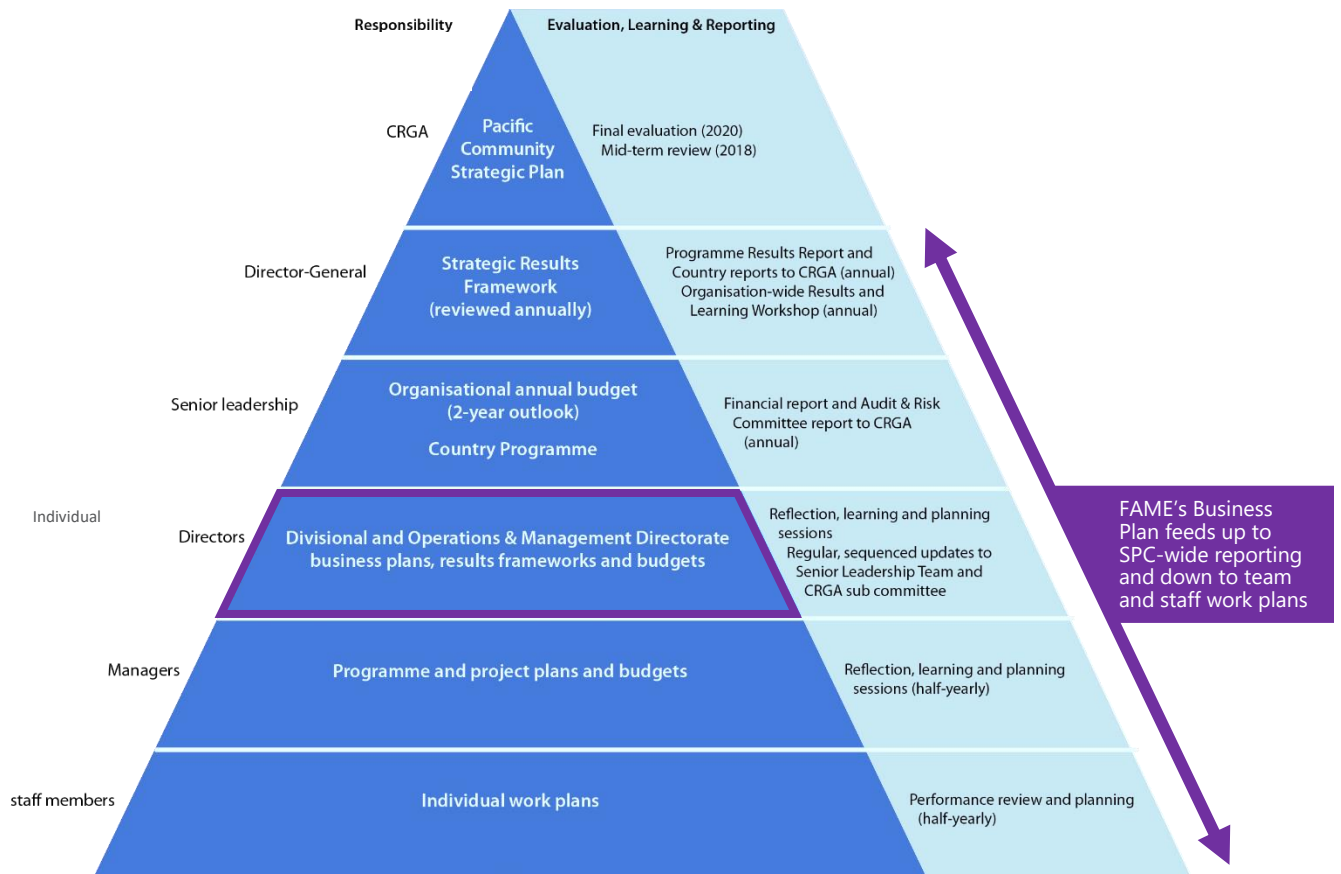 Responsibility
Evaluation, Learning & Reporting
CRGA
Pacific
Community
Strategic Plan
Final evaluation (2020)
Mid-term review (2018)
Director-General
Strategic Results
Framework
(reviewed annually)
Programme Results Report and
Country reports to CRGA (annual)
Organisation-wide Results and
Learning Workshop (annual)
Senior leadership
Organisational annual budget
(2-year outlook)
Country Programme
Financial report and Audit & Risk
Committee report to CRGA
(annual)
Individual
Directors
Divisional and Operations & Management Directorate
business plans, results frameworks and budgets
Reflection, learning and planning
sessions
Regular, sequenced updates to
Senior Leadership Team and
CRGA sub committee
FAME’s Business
Plan feeds up to
SPC-wide reporting
and down to team
and staff work plans
Managers
Programme and project plans and budgets
Reflection, learning and planning
sessions (half-yearly)
staff members
Individual work plans
Performance review and planning
(half-yearly)